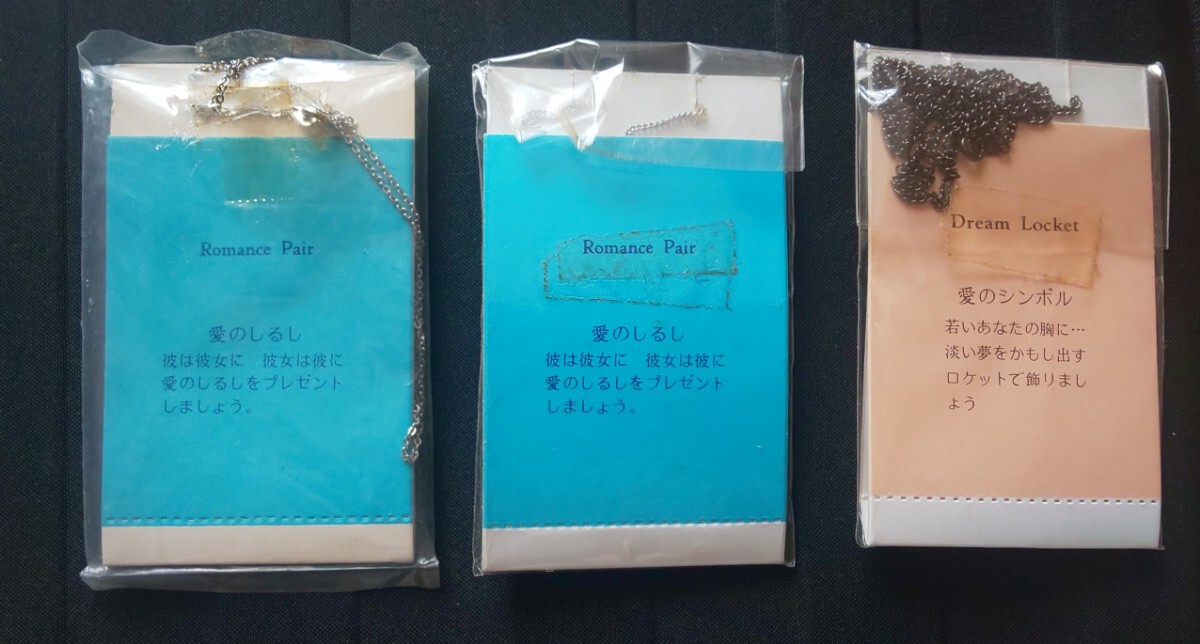 Romance Pair
愛のしるし
彼は彼女に　彼女は彼に
愛のしるしをプレゼント
しましょう。
Romance Pair
愛のしるし
彼は彼女に　彼女は彼に
愛のしるしをプレゼント
しましょう。
Dream Locket
愛のシンボル
若いあなたの胸に…
淡い夢をかもし出す
ロケットで飾りまし
ょう